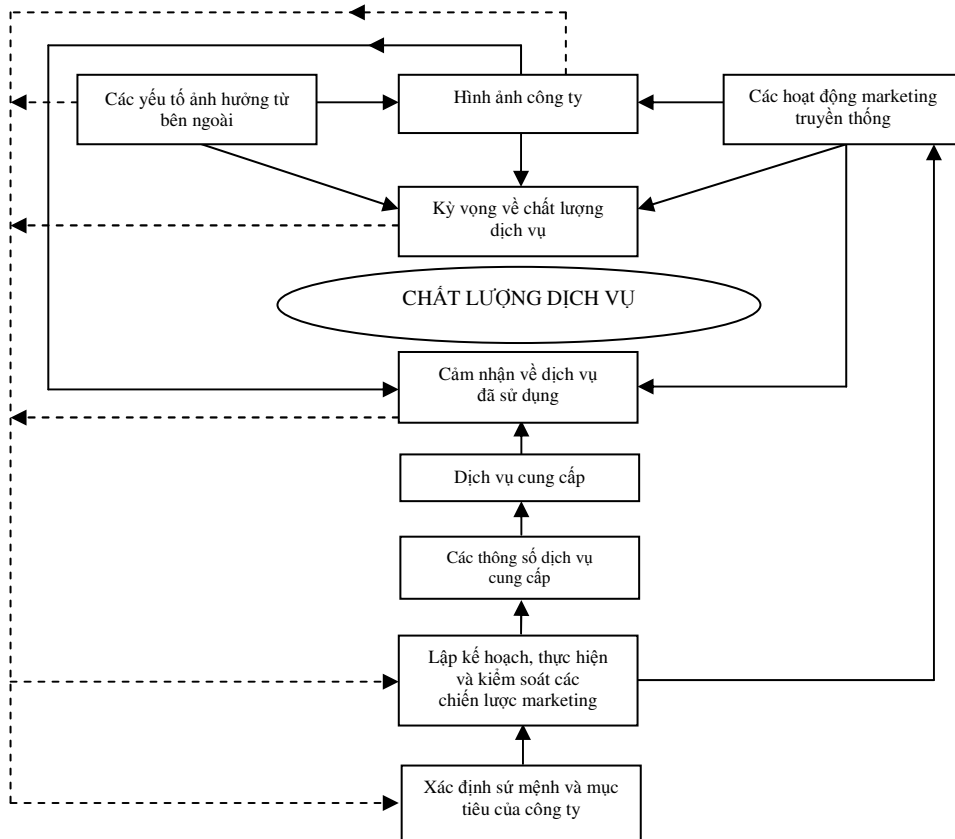 Các yếu tố ảnh hưởng từ
bên ngoài
Hình ảnh công ty
Các hoạt động marketing
truyền thống
Kỳ vọng về chất lượng
dịch vụ
CHẤT LƯỢNG DỊCH VỤ
Cảm nhận về dịch vụ
đã sử dụng
Dịch vụ cung cấp
Các thông số dịch vụ
cung cấp
Lập kế hoạch, thực hiện
và kiểm soát các
chiến lược marketing
Xác định sứ mệnh và mục
tiêu của công ty